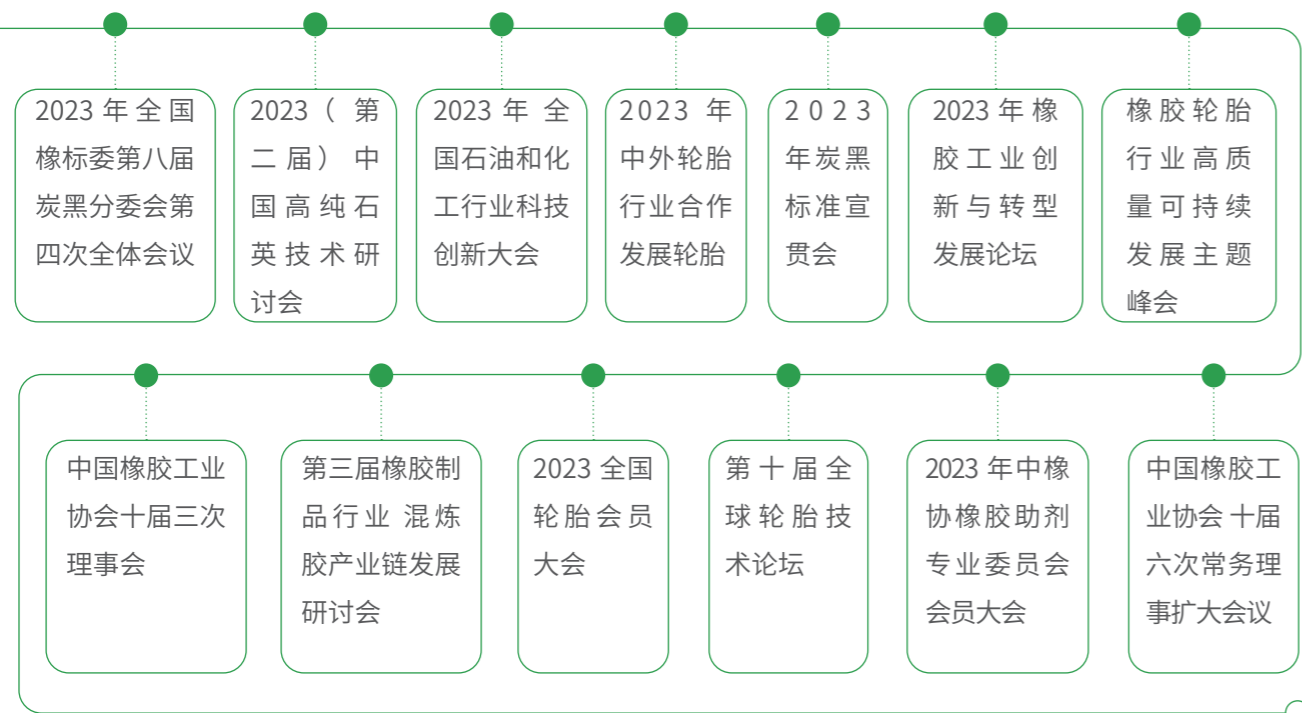 2023 年全国
橡标委第八届
炭黑分委会第
四次全体会议
2023（ 第
二届） 中
国高纯石
英技术研
讨会
2023 年 全
国石油和化
工行业科技
创新大会
2023 年
中外轮胎
行业合作
发展轮胎
2023
年炭黑
标准宣
贯会
2023 年橡
胶工业创
新与转型
发展论坛
橡胶轮胎
行业高质
量可持续
发展主题
峰会
中国橡胶工业
协会十届三次
理事会
第三届橡胶制
品行业 混炼
胶产业链发展
研讨会
2023 全国
轮胎会员
大会
第十届全
球轮胎技
术论坛
2023 年中橡
协橡胶助剂
专业委员会
会员大会
中国橡胶工
业协会 十届
六次常务理
事扩大会议